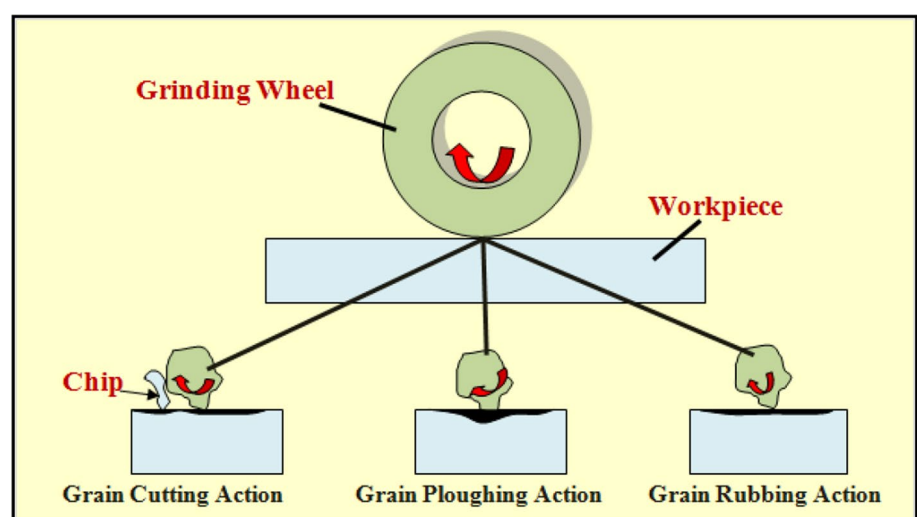 Grinding Wheel
Workpiece
Chip
Grain Cutting Action
Grain Ploughing Action
Grain Rubbing Action